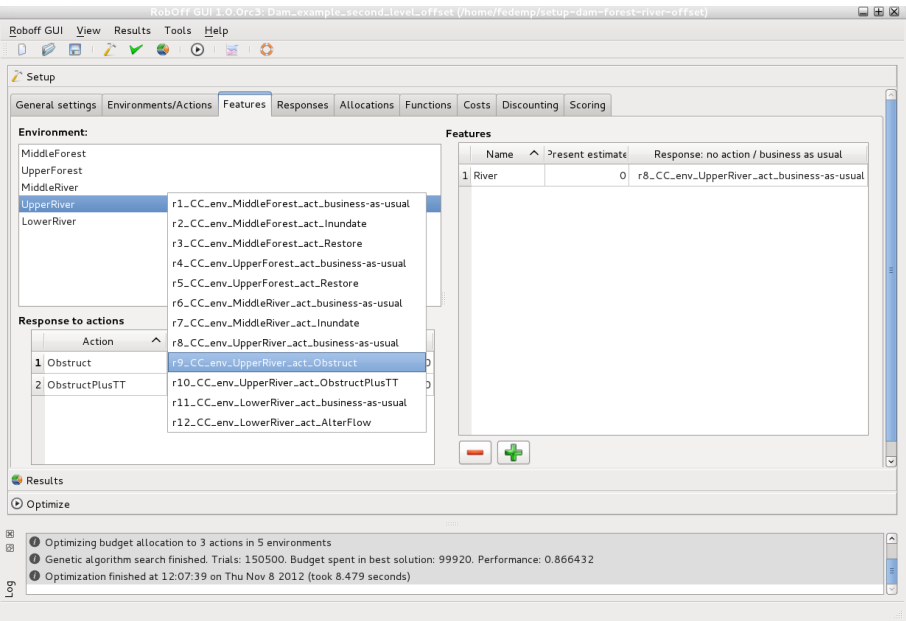 RobOff GUI 1.0.0rc3: Dam_example_second_level_offset (/home/fedemp/setup-dam-forest-river-offset)
Roboff GUI View Results Tools Help
Setup
General settings Environments/Actions Features Responses Allocations Functions Costs Discounting Scoring
Environment:
MiddleForest
UpperForest
MiddleRiver
UpperRiver
LowerRiver
r1_CC_env_MiddleForest_act_business-as-usual
r2_CC_env_MiddleForest_act_Inundate
r3_CC_env_MiddleForest_act_Restore
r4_CC_env_UpperForest_act_business-as-usual
r5_CC_env_UpperForest_act_Restore
r6_CC_env_MiddleRiver_act_business-as-usual
r7_CC_env_MiddleRiver_act_Inundate
r8_CC_env_UpperRiver_act_business-as-usual
r9_CC_env_UpperRiver_act_Obstruct
r10_CC_env_UpperRiver_act_ObstructPlusTT
r11_CC_env_LowerRiver_act_business-as-usual
r12_CC_env_LowerRiver_act_AlterFlow
Response to actions
Action
1 Obstruct
2 ObstructPlusTT
Features
Name Present estimate Response: no action / business as usual
1 River 0 r8_CC_env_UpperRiver_act_business-as-usual
Results
Optimize
Log
Optimizing budget allocation to 3 actions in 5 environments
Genetic algorithm search finished. Trials: 150500. Budget spent in best solution: 99920. Performance: 0.866432
Optimization finished at 12:07:39 on Thu Nov 8 2012 (took 8.479 seconds)